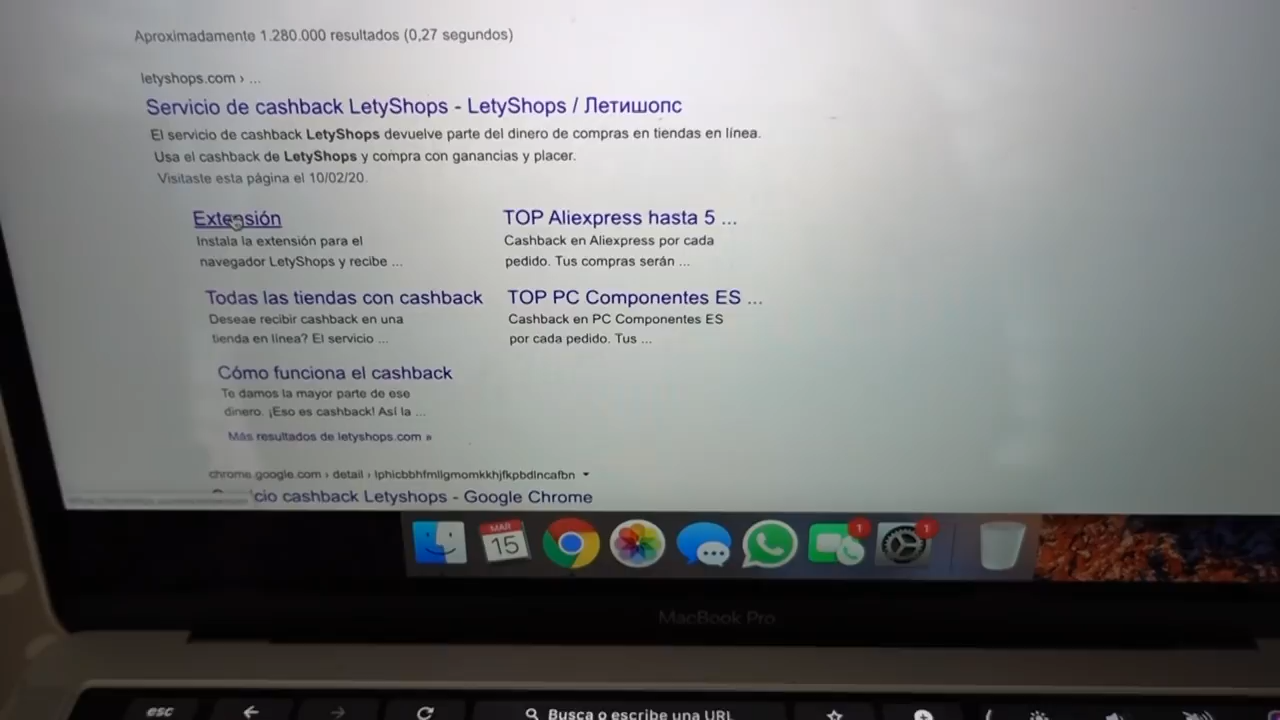 Aproximadamente 1.280.000 resultados (0,27 segundos)
letyshops.com › ...
Servicio de cashback LetyShops - LetyShops / Летишопс
El servicio de cashback LetyShops devuelve parte del dinero de compras en tiendas en línea.
Usa el cashback de LetyShops y compra con ganancias y placer.
Visitaste esta página el 10/02/20.
Extensión
Instala la extensión para el
navegador LetyShops y recibe ...
TOP Aliexpress hasta 5 ...
Cashback en Aliexpress por cada
pedido. Tus compras serán ...
Todas las tiendas con cashback
Deseae recibir cashback en una
tienda en línea? El servicio ...
TOP PC Componentes ES ...
Cashback en PC Componentes ES
por cada pedido. Tus ...
Cómo funciona el cashback
Te damos la mayor parte de ese
dinero. ¡Eso es cashback! Así la ...
Más resultados de letyshops.com »
chrome.google.com › detail ›
cashback Letyshops - Google Chrome
MAR
15
1
1
MacBook Pro
esc
Busca o escribe una URL